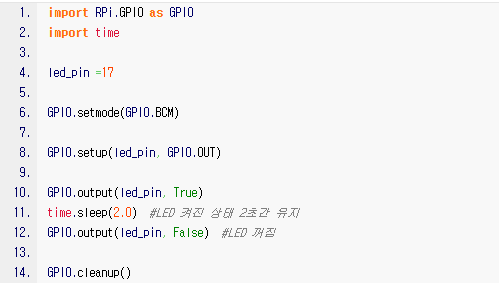 1. import RPi.GPIO as GPIO
2. import time
3.
4. led_pin =17
5.
6. GPIO.setmode(GPIO.BCM)
7.
8. GPIO.setup(led_pin, GPIO.OUT)
9.
10. GPIO.output(led_pin, True)
11. time.sleep(2.0)  #LED 켜진 상태 2초간 유지
12. GPIO.output(led_pin, False)  #LED 꺼짐
13.
14. GPIO.cleanup()